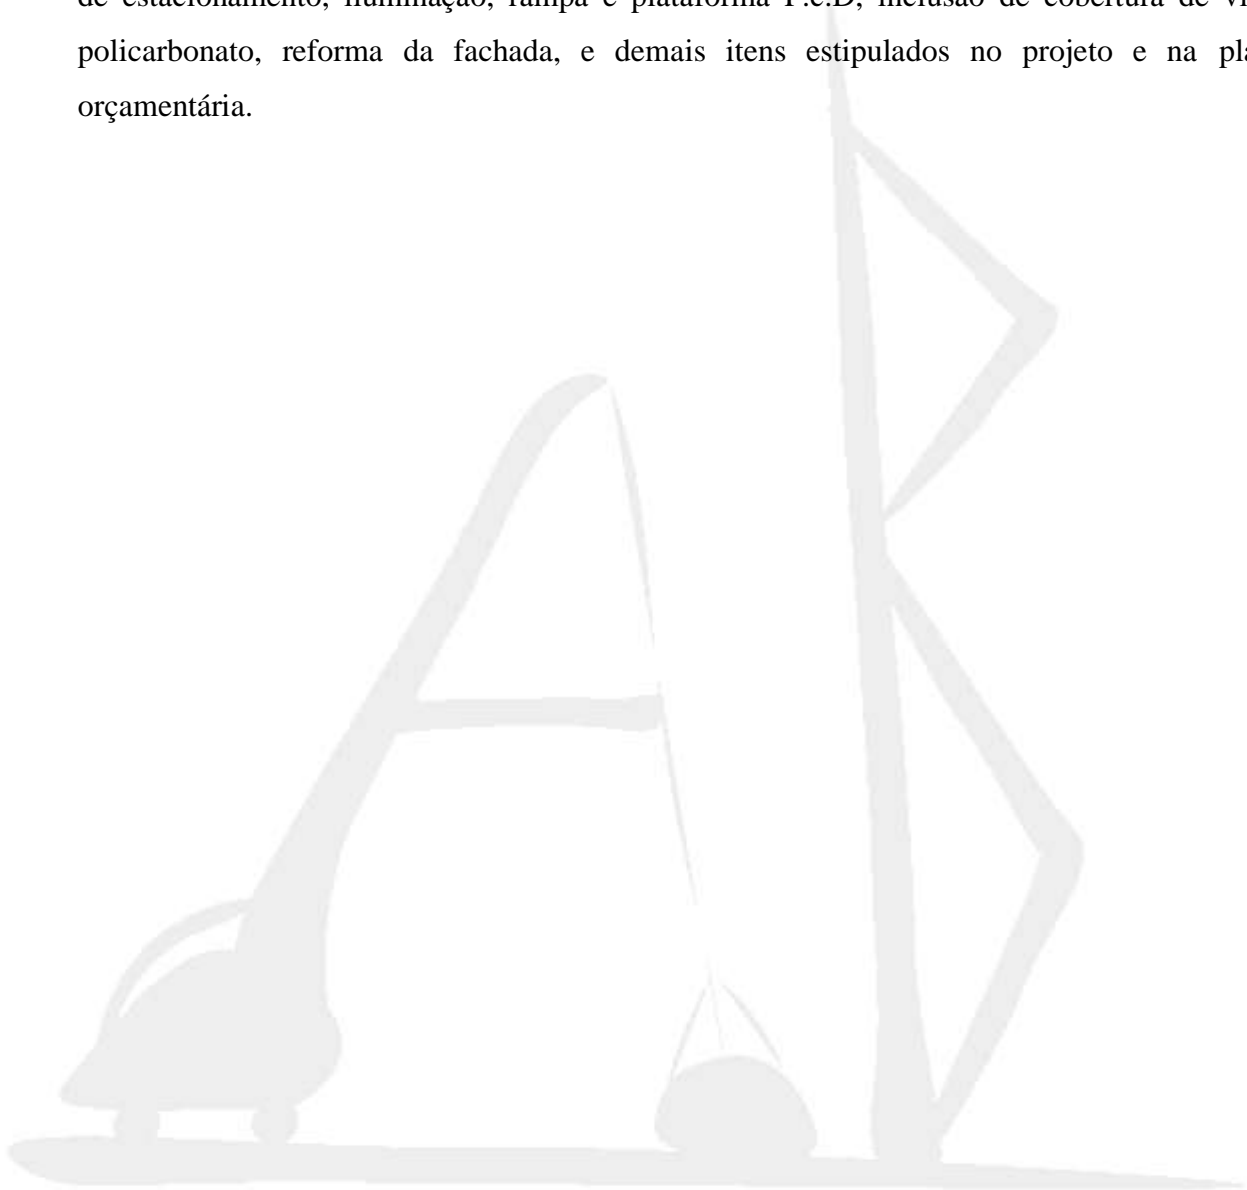 de estacionamento, iluminação, rampa e plataforma P.c.D, inclusão de cobertura de
policarbonato, reforma da fachada, e demais itens estipulados no projeto e na
orçamentária.